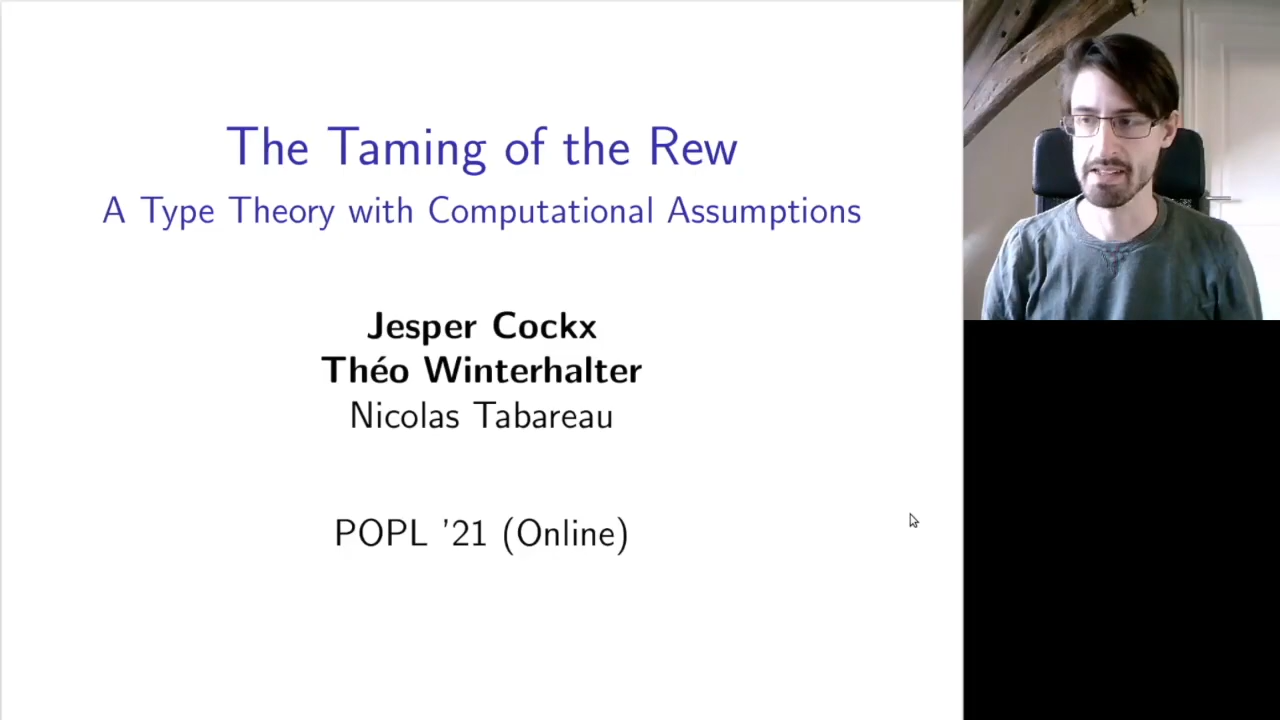 The Taming of the Rew
A Type Theory with Computational Assumptions
Jesper Cockx
Théo Winterhalter
Nicolas Tabareau
POPL '21 (Online)